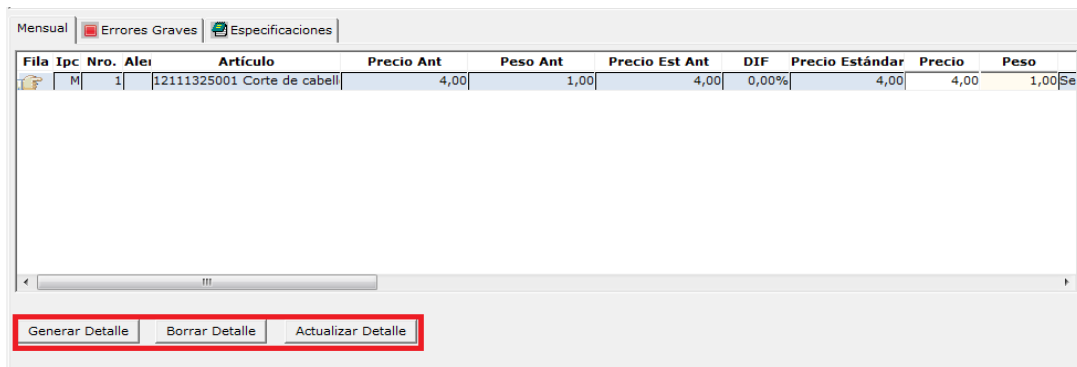 Mensual Errores Graves Especificaciones
Fila Ipc Nro. Aler Artículo Precio Ant Peso Ant Precio Est Ant DIF Precio Estándar Precio Peso
M 1 12111325001 Corte de cabell 4,00 1,00 4,00 0,00% 4,00 4,00 1,00 Se
Generar Detalle Borrar Detalle Actualizar Detalle